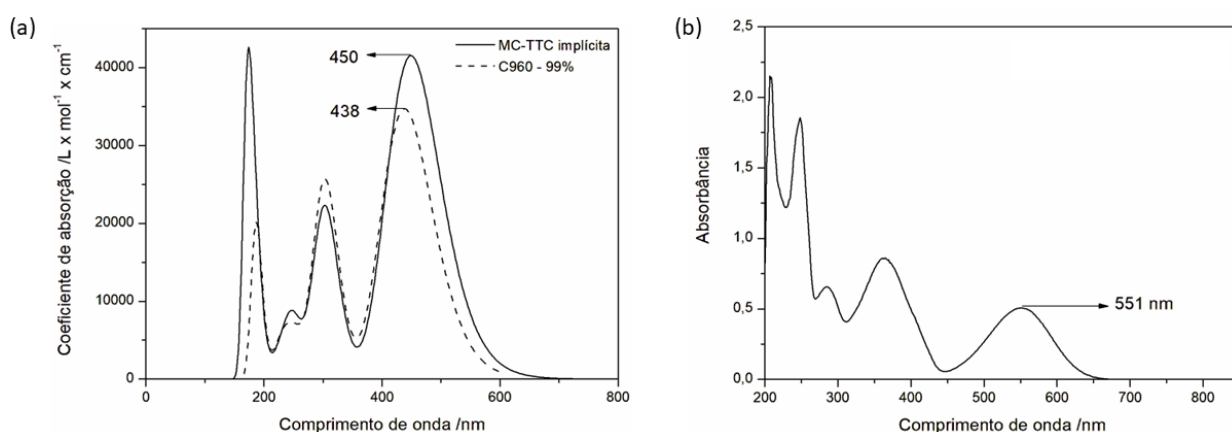 (a)
MC-TTC implícita
C960 - 99%
450
438
40000
30000
20000
10000
0
Coeficiente de absorção /L x mol⁻¹ x cm⁻¹
0 200 400 600 800
Comprimento de onda /nm
(b)
2,5
2,0
1,5
1,0
0,5
0,0
Absorbância
551 nm
200 300 400 500 600 700 800
Comprimento de onda /nm